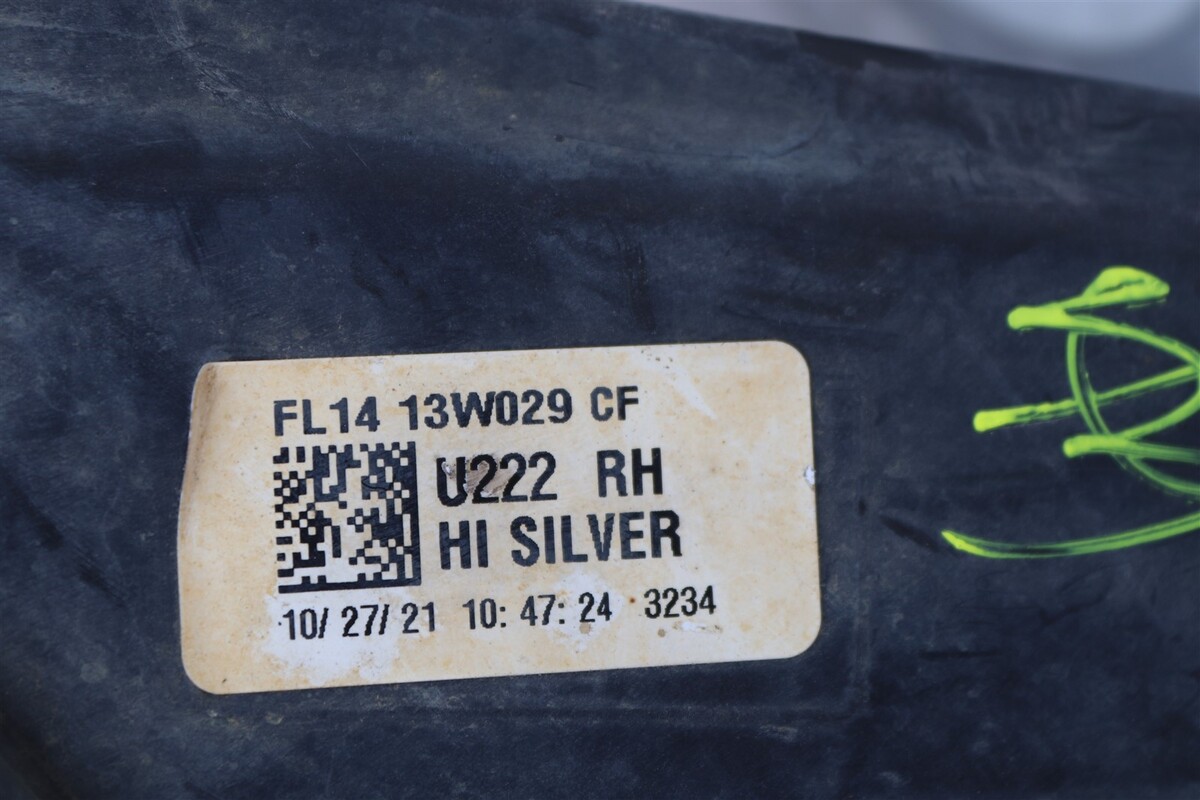 FL14 13W029 CF
U222 RH
HI SILVER
10/ 27/ 21 10: 47: 24 3234